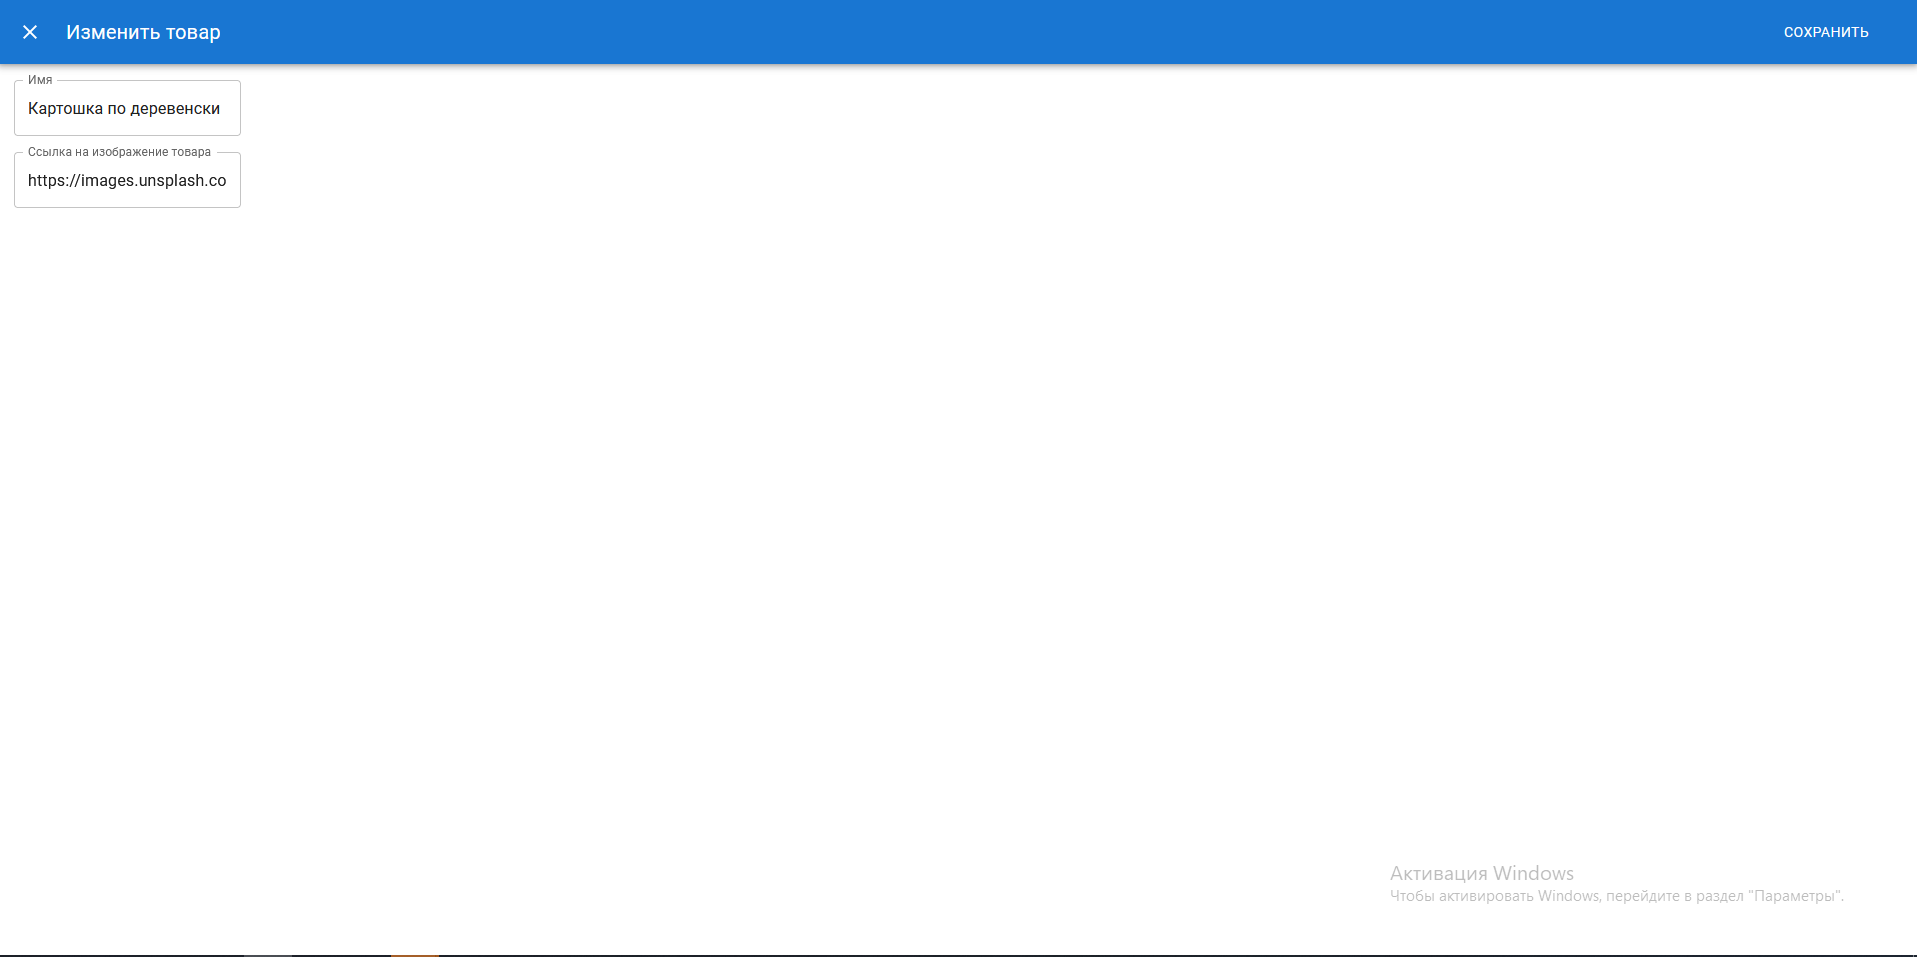 Изменить товар
СОХРАНИТЬ
Имя
Картошка по деревенски
Ссылка на изображение товара
https://images.unsplash.co
Активация Windows
Чтобы активировать Windows, перейдите в раздел "Параметры".